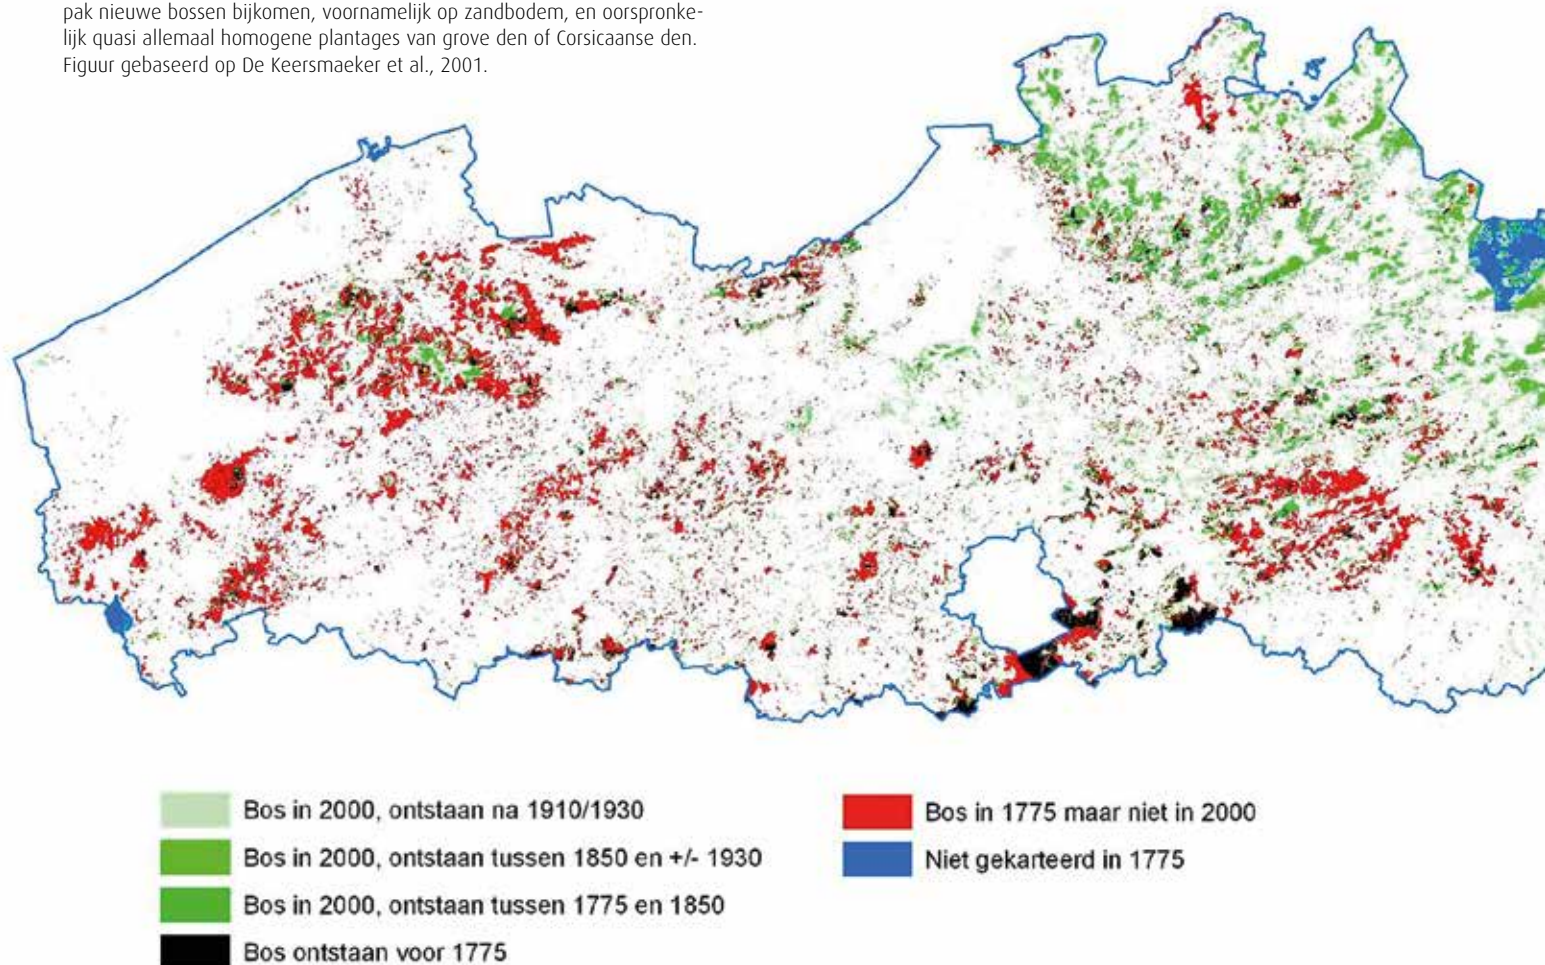 pak nieuwe bossen bijkomen, voornamelijk op zandbodem, en oorspronke-
lijk quasi allemaal homogene plantages van grove den of Corsicaanse den.
Figuur gebaseerd op De Keersmaeker et al., 2001.
Bos in 2000, ontstaan na 1910/1930
Bos in 2000, ontstaan tussen 1850 en +/- 1930
Bos in 2000, ontstaan tussen 1775 en 1850
Bos ontstaan voor 1775
Bos in 1775 maar niet in 2000
Niet gekarteerd in 1775